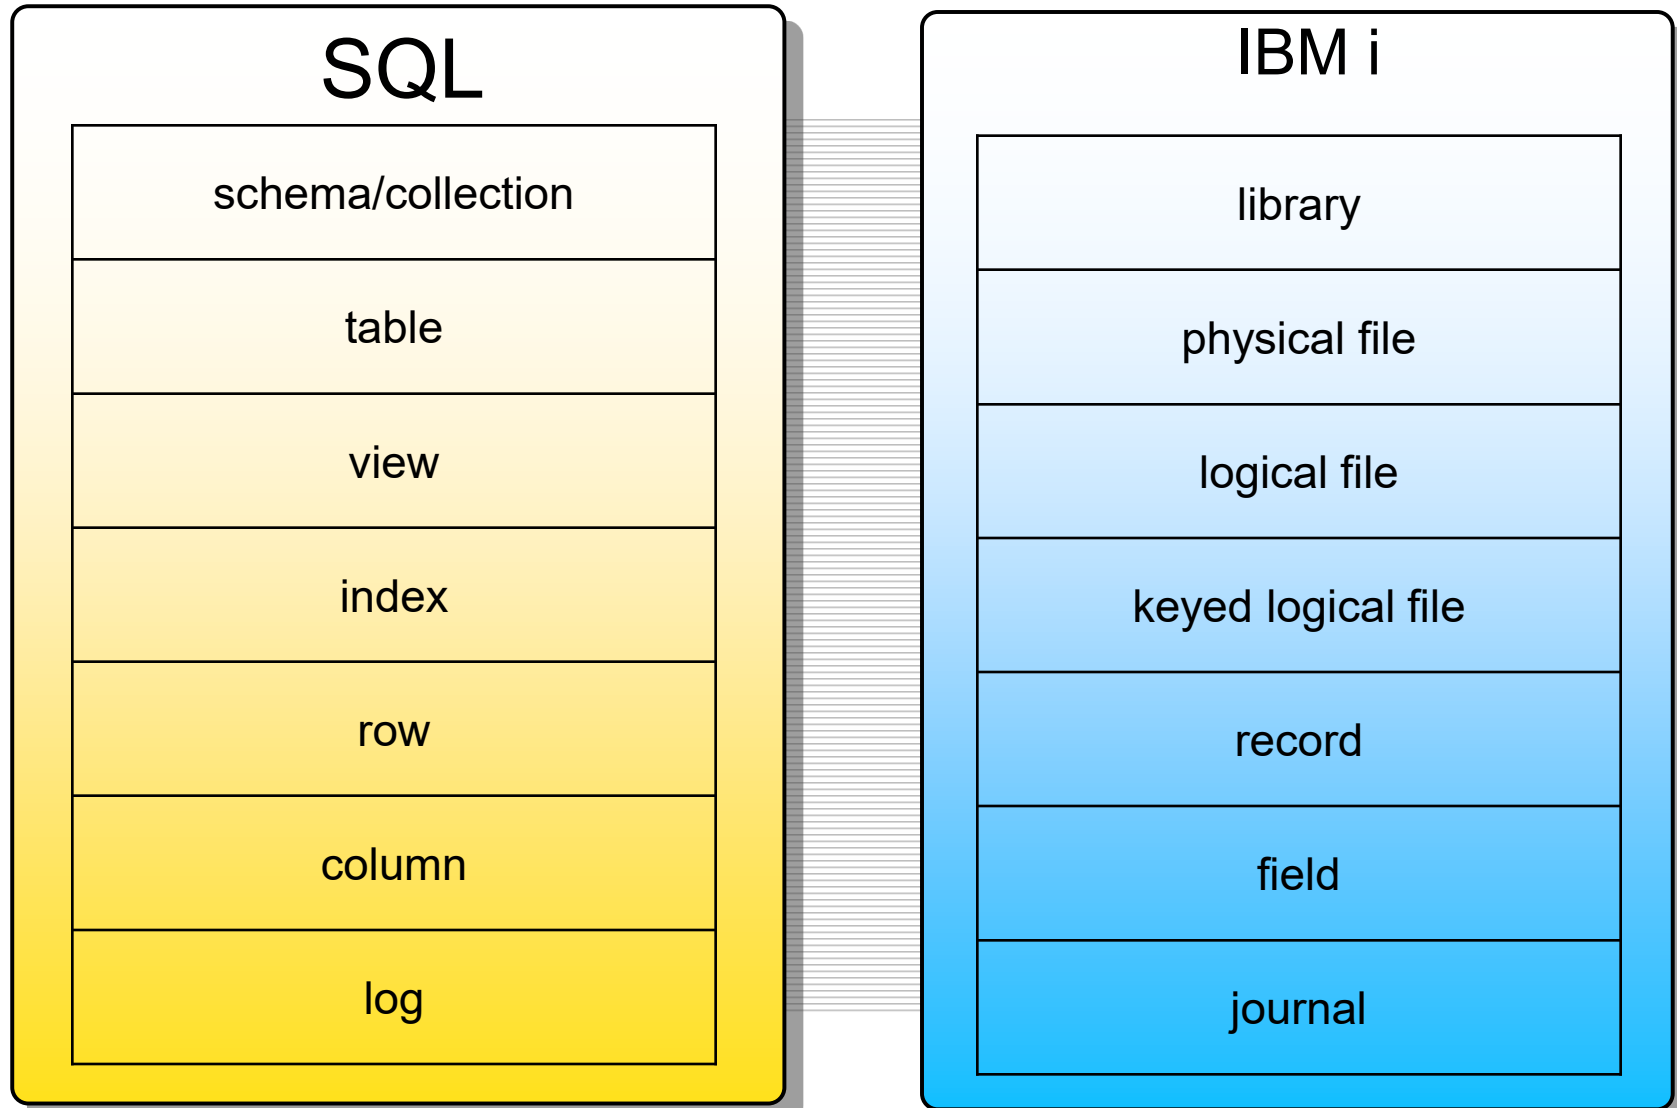 SQL
schema/collection
table
view
index
row
column
log
IBM i
library
physical file
logical file
keyed logical file
record
field
journal